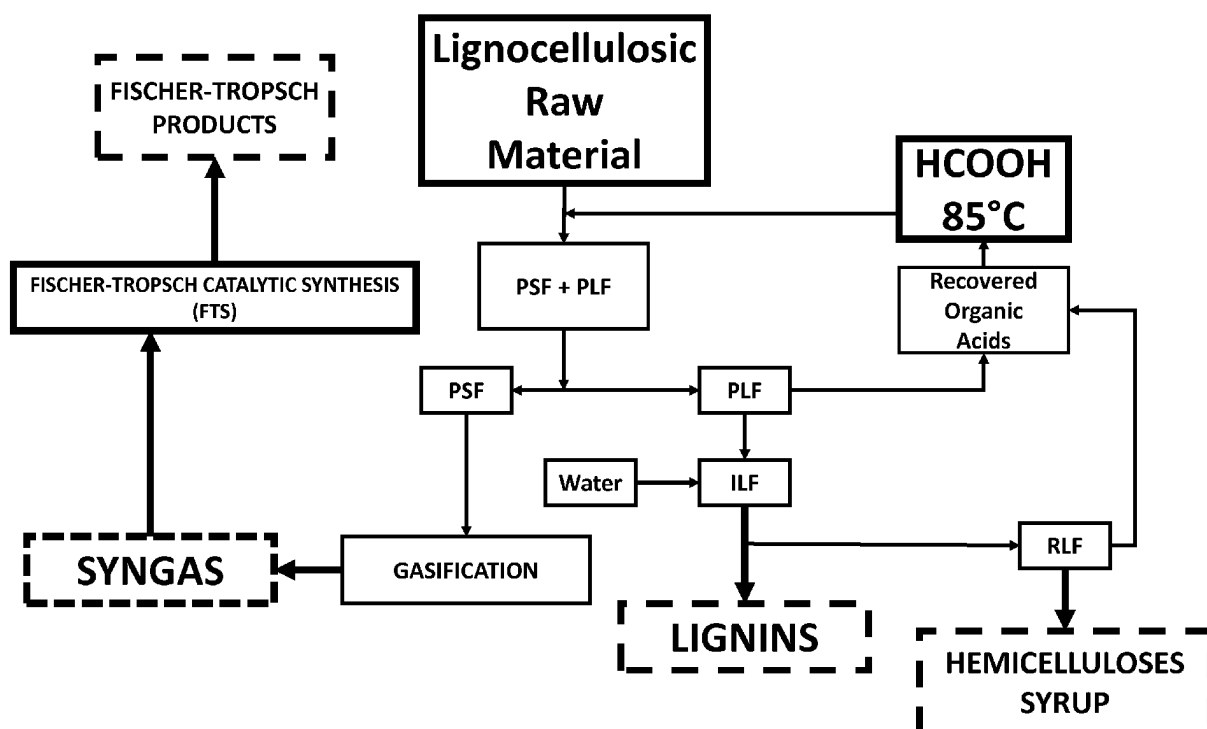 Lignocellulosic
Raw
Material
FISCHER-TROPSCH
PRODUCTS
HCOOH
85°C
PSF + PLF
FISCHER-TROPSCH CATALYTIC SYNTHESIS
(FTS)
Recovered
Organic
Acids
PSF
PLF
Water
ILF
RLF
SYNGAS
GASIFICATION
LIGNINS
HEMICELLULOSES
SYRUP